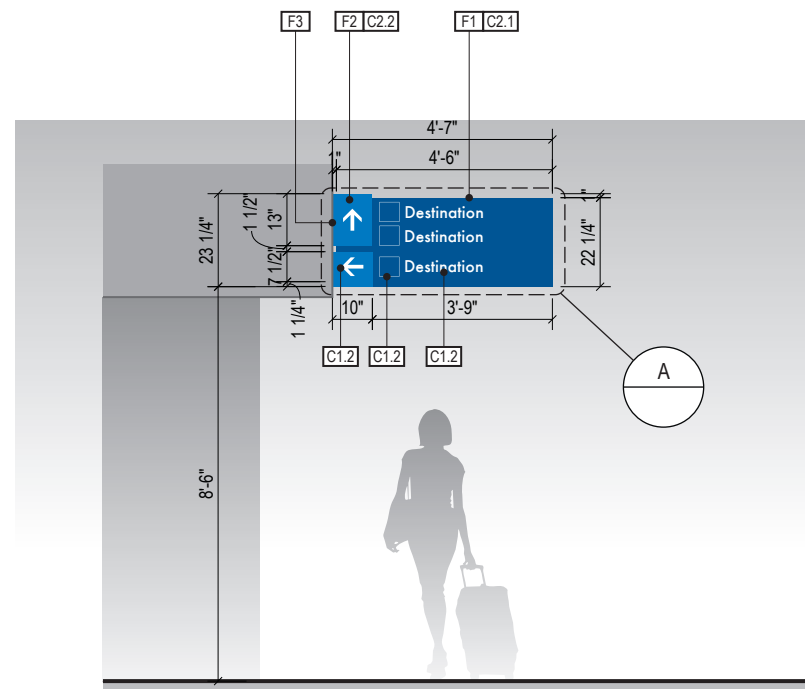 F3 F2 C2.2 F1 C2.1
4'-7"
1" 4'-6"
23 1/4" 1 1/2" 13" 7 1/2" 1 1/4"
Destination
Destination
Destination
1" 22 1/4"
10" 3'-9"
C1.2 C1.2 C1.2
A
8'-6"